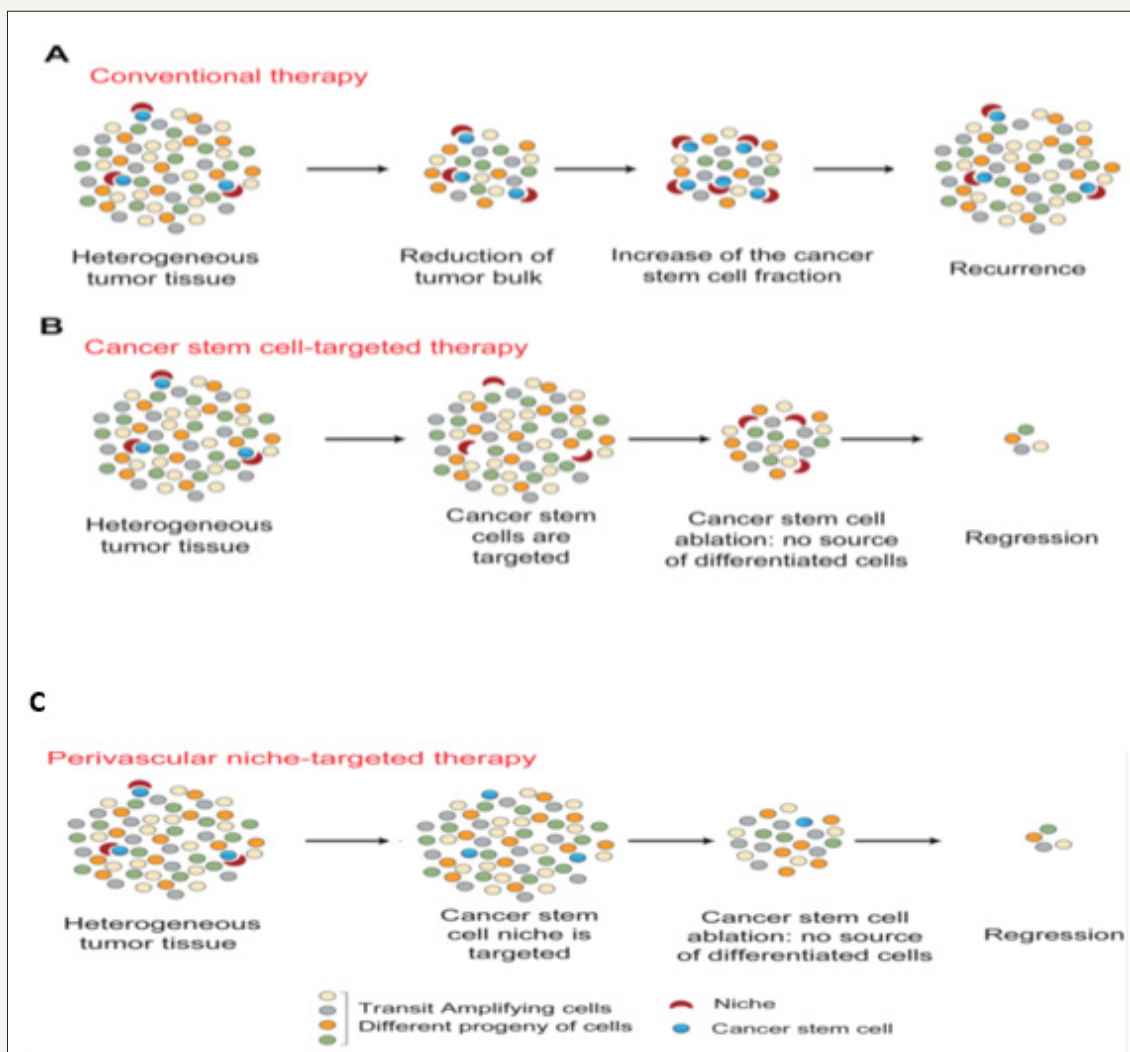 A
Conventional therapy
Heterogeneous
tumor tissue
Reduction of
tumor bulk
Increase of the cancer
stem cell fraction
Recurrence
B
Cancer stem cell-targeted therapy
Heterogeneous
tumor tissue
Cancer stem
cells are
targeted
Cancer stem cell
ablation: no source
of differentiated cells
Regression
C
Perivascular niche-targeted therapy
Heterogeneous
tumor tissue
Cancer stem
cell niche is
targeted
Cancer stem cell
ablation: no source
of differentiated cells
Regression
Transit Amplifying cells
Different progeny of cells
Niche
Cancer stem cell